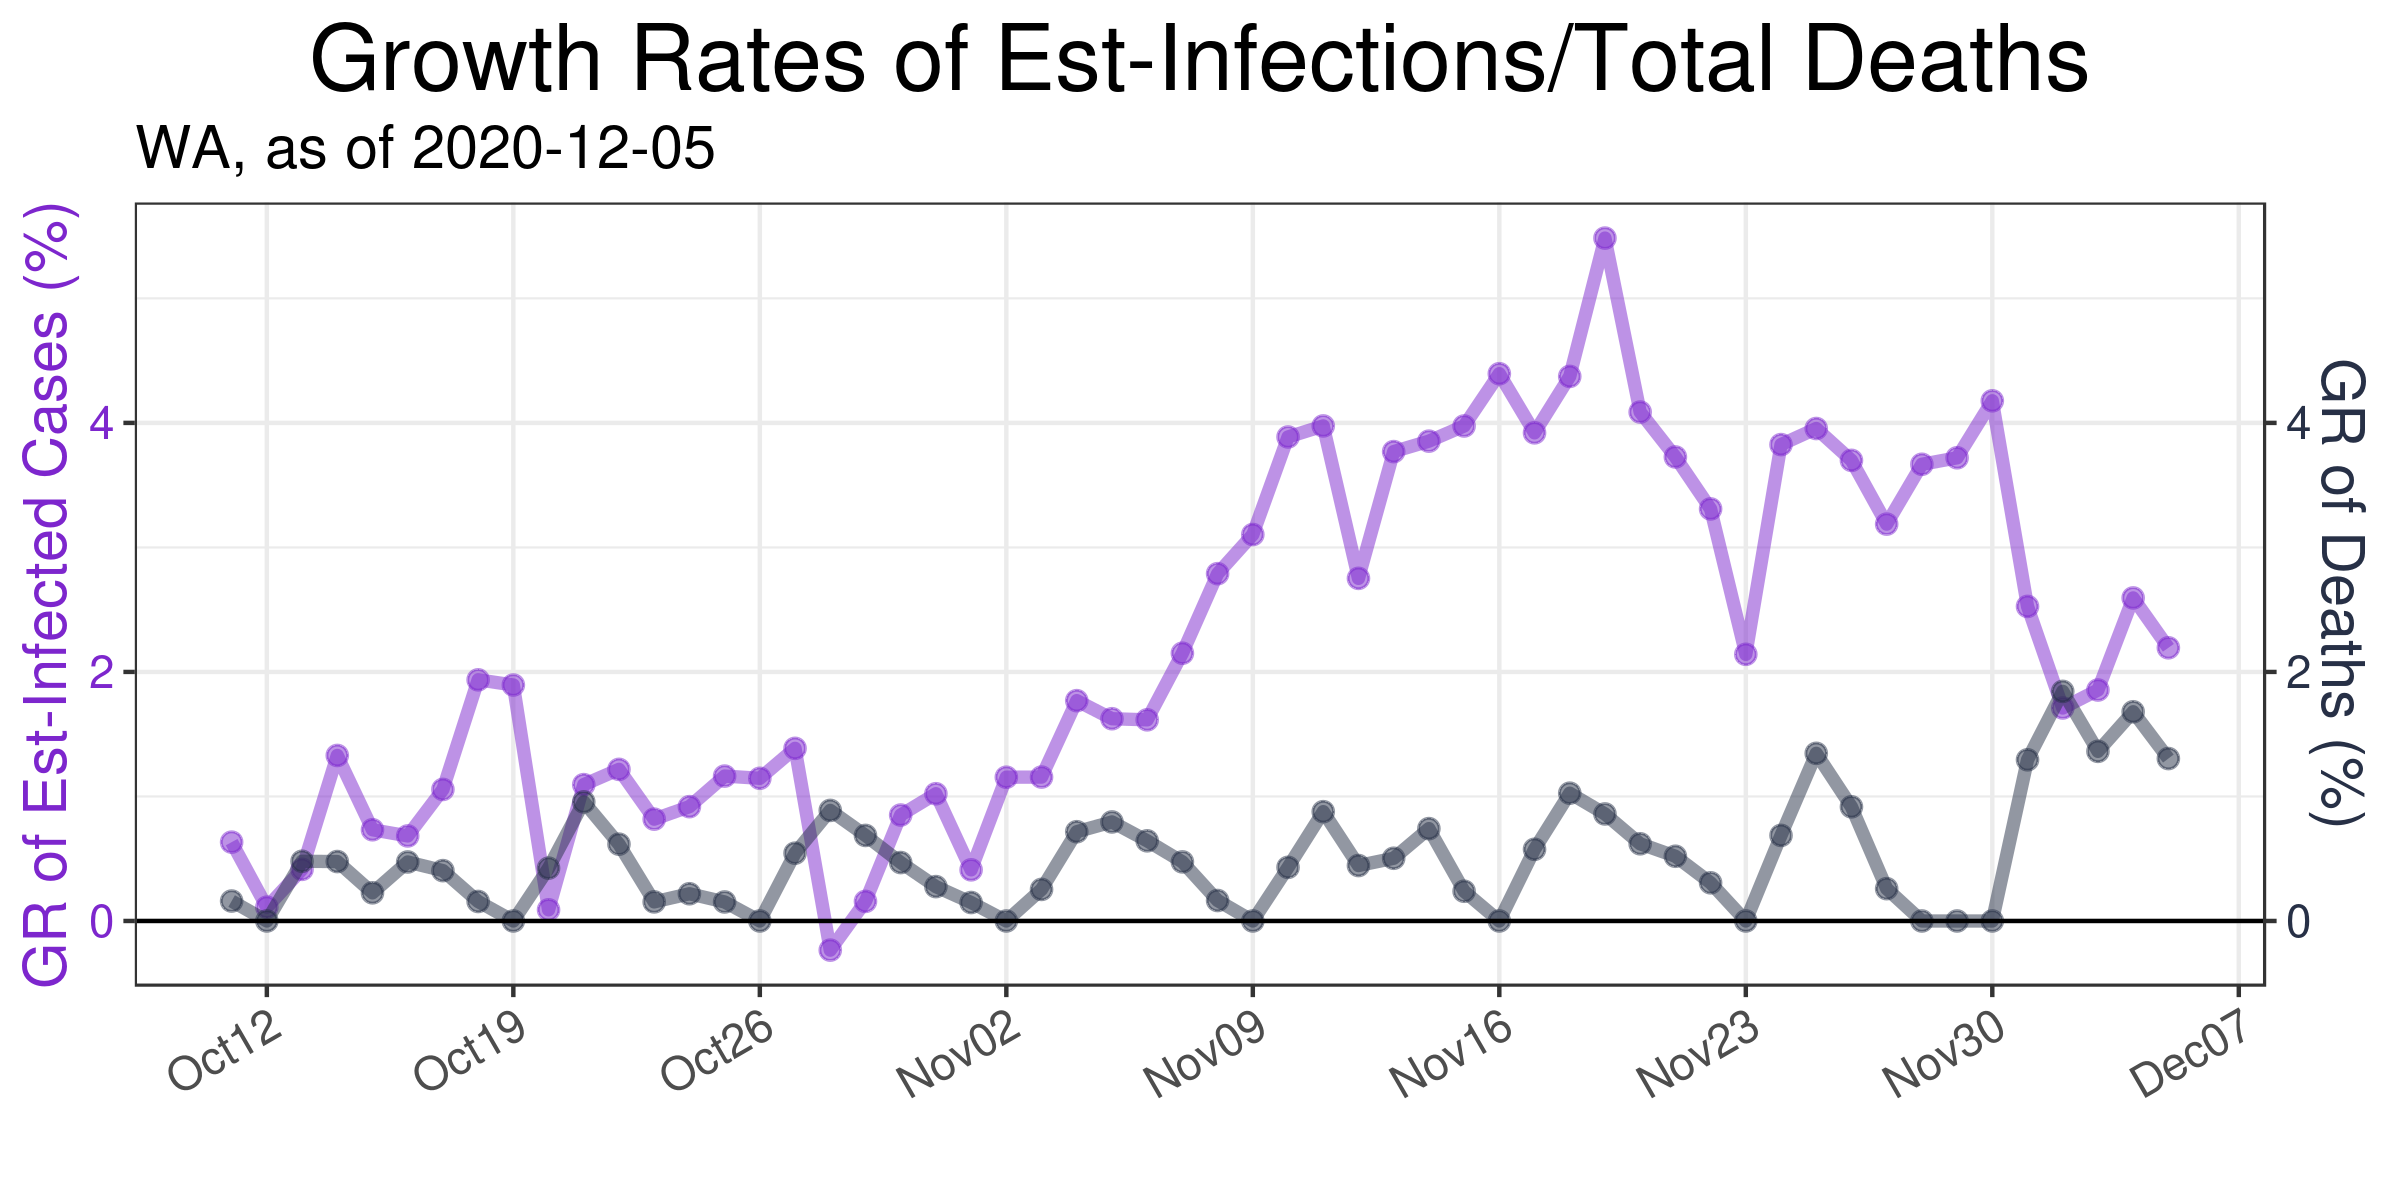 Growth Rates of Est-Infections/Total Deaths
WA, as of 2020-12-05
GR of Est-Infected Cases (%)
4
2
0
GR of Deaths (%)
4
2
0
Oct12
Oct19
Oct26
Nov02
Nov09
Nov16
Nov23
Nov30
Dec07